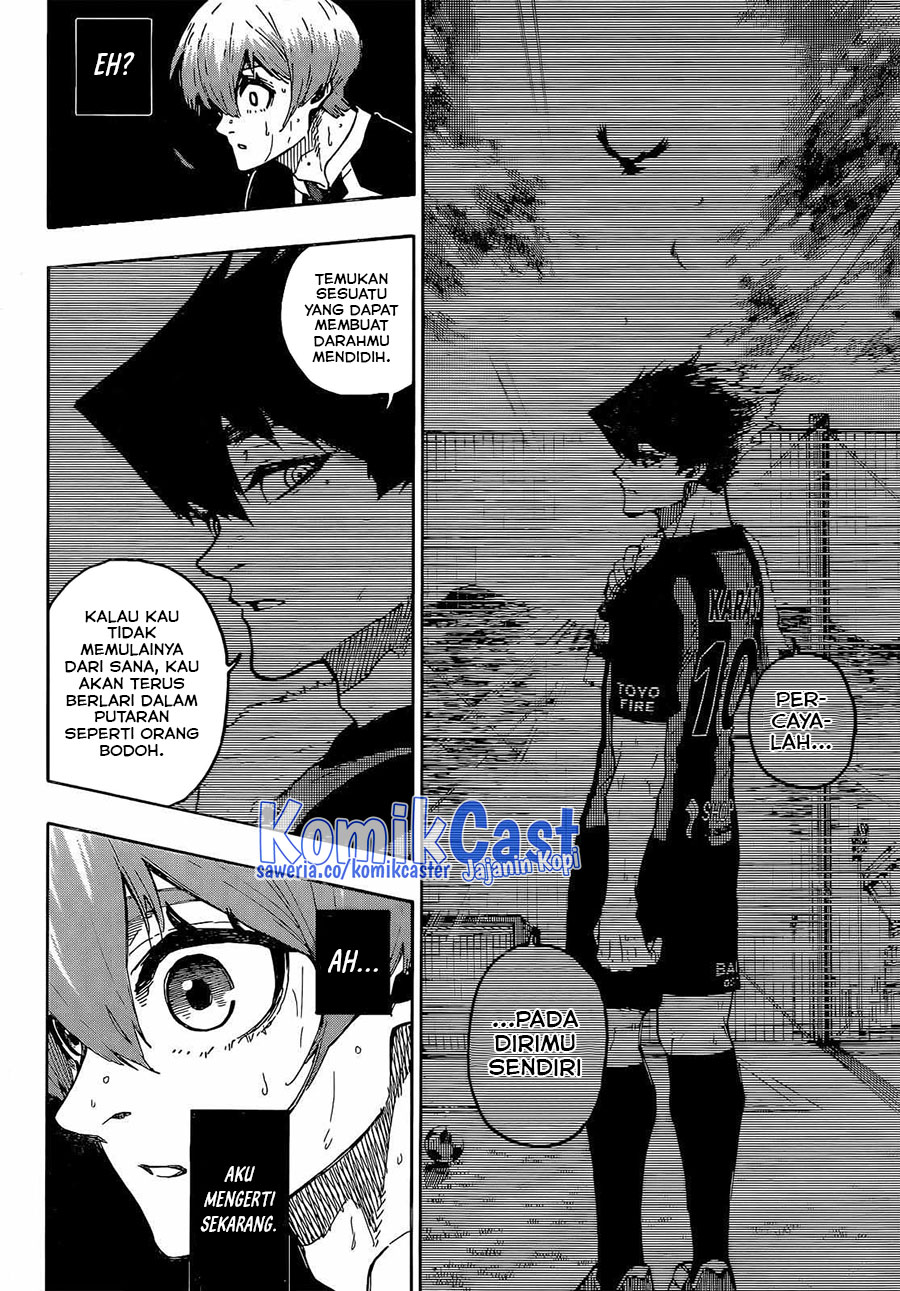 PER-
CAYA-
LAH...
...PADA
DIRIMU
SENDIRI
TOYO
FIRE
10
EH?
TEMUKAN
SESUATU
YANG DAPAT
MEMBUAT
DARAHMU
MENDIDIH.
KALAU KAU
TIDAK
MEMULAINYA
DARI SANA, KAU
AKAN TERUS
BERLARI DALAM
PUTARAN
SEPERTI ORANG
BODOH.
AH...
AKU
MENGERTI
SEKARANG.
KomikCast
saweria.co/komikcaster Jajanin Kopi